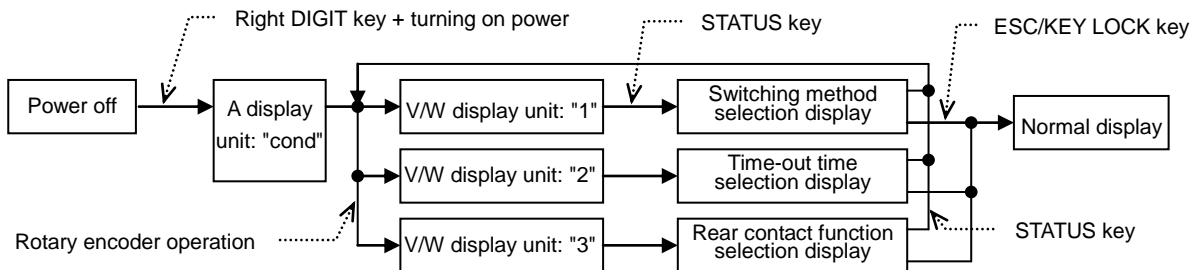 Right DIGIT key + turning on power
STATUS key
ESC/KEY LOCK key
Power off
A display
unit: "cond"
V/W display unit: "1"
Switching method
selection display
Normal display
V/W display unit: "2"
Time-out time
selection display
Rotary encoder operation
V/W display unit: "3"
Rear contact function
selection display
STATUS key